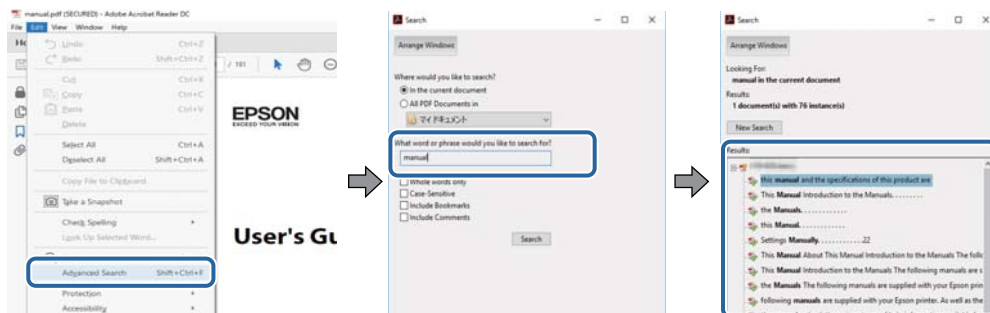 manual.pdf (SECURED) - Adobe Acrobat Reader DC
File Edit View Window Help
Undo Ctrl+Z
Redo Shift+Ctrl+Z
Cut Ctrl+X
Copy Ctrl+C
Paste Ctrl+V
Delete
Select All Ctrl+A
Deselect All Shift+Ctrl+A
Copy File to Clipboard
Take a Snapshot
Check Spelling
Look Up Selected Word...
Advanced Search Shift+Ctrl+F
Protection
Accessibility
/ 191
EPSON
EXCEED YOUR VISION
User's Gu
Search
Arrange Windows
Where would you like to search?
In the current document
All PDF Documents in
マイ ドキュメント
What word or phrase would you like to search for?
manual
Whole words only
Case-Sensitive
Include Bookmarks
Include Comments
Search
Search
Arrange Windows
Looking For:
manual in the current document
Results:
1 document(s) with 76 instance(s)
New Search
Results:
this manual and the specifications of this product are
This Manual Introduction to the Manuals. . . . . . . . .
the Manuals. . . . . . . . . . . . .
this Manual. . . . . . . . . . . . .
Settings Manually. . . . . . . . . . . . 22
This Manual About This Manual Introduction to the Manuals The follo
This Manual Introduction to the Manuals The following manuals are s
the Manuals The following manuals are supplied with your Epson prin
following manuals are supplied with your Epson printer. As well as the